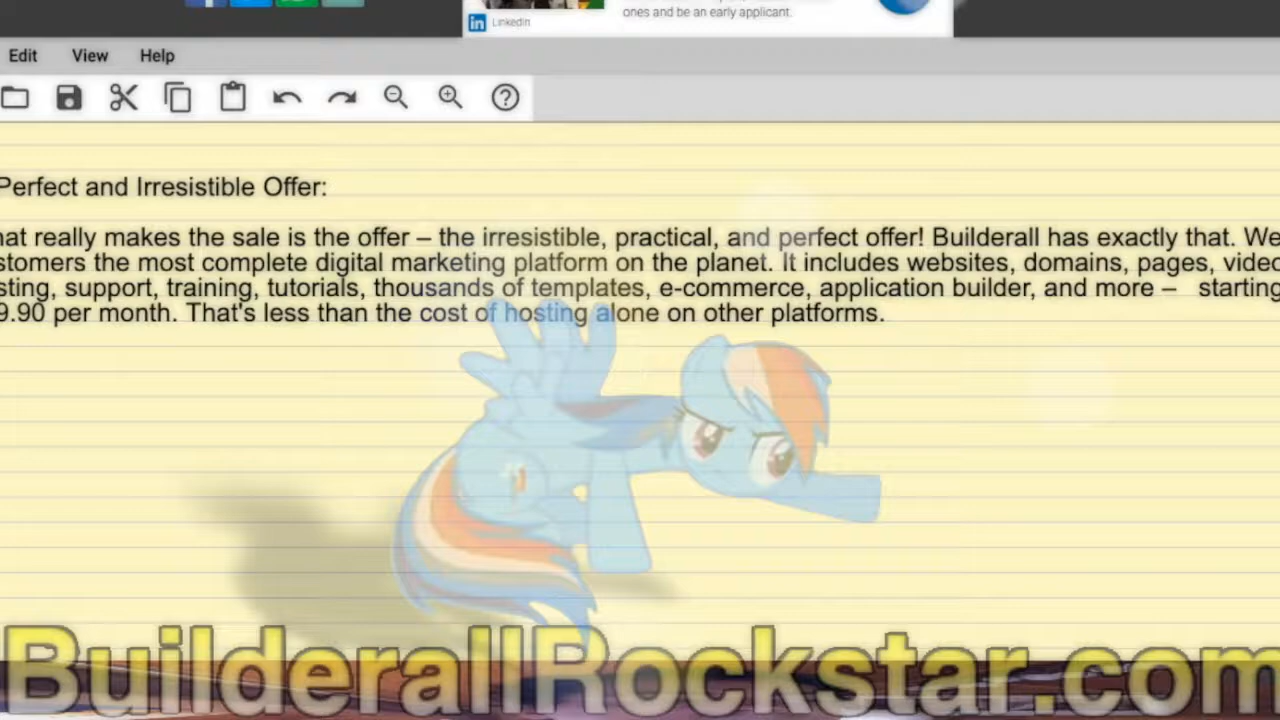 ones and be an early applicant.
LinkedIn
Edit View Help
Perfect and Irresistible Offer:
hat really makes the sale is the offer – the irresistible, practical, and perfect offer! Builderall has exactly that. We
stomers the most complete digital marketing platform on the planet. It includes websites, domains, pages, video
sting, support, training, tutorials, thousands of templates, e-commerce, application builder, and more – starting
9.90 per month. That's less than the cost of hosting alone on other platforms.
BuilderallRockstar.com